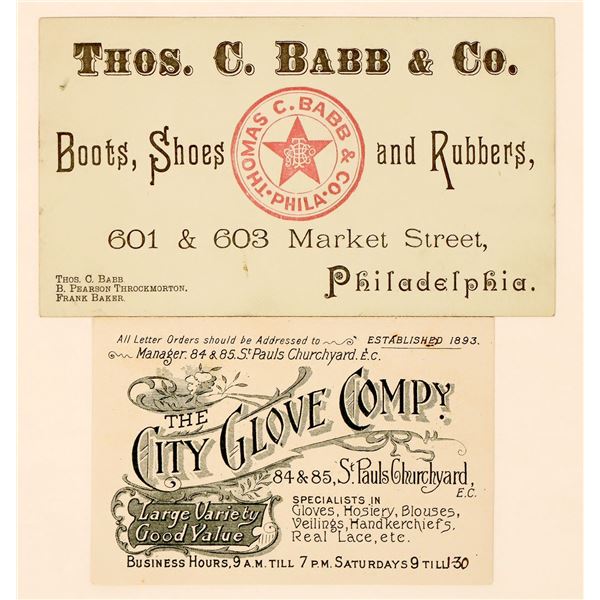 THOS. C. BABB & CO.
Boots, Shoes and Rubbers,
THOMAS C. BABB & CO.
PHILA
601 & 603 Market Street,
Philadelphia.
THOS. C. BABB.
B. PEARSON THROCKMORTON.
FRANK BAKER.
All Letter Orders should be Addressed to
Manager. 84 & 85, St Pauls Churchyard, E.C.
ESTABLISHED 1893.
THE
CITY GLOVE COMPY.
84 & 85, St Pauls Churchyard,
E.C.
Large Variety
Good Value
SPECIALISTS IN
Gloves, Hosiery, Blouses,
Veilings, Handkerchiefs,
Real Lace, etc.
BUSINESS HOURS, 9 A.M. TILL 7 P.M. SATURDAYS 9 TILL 1·30